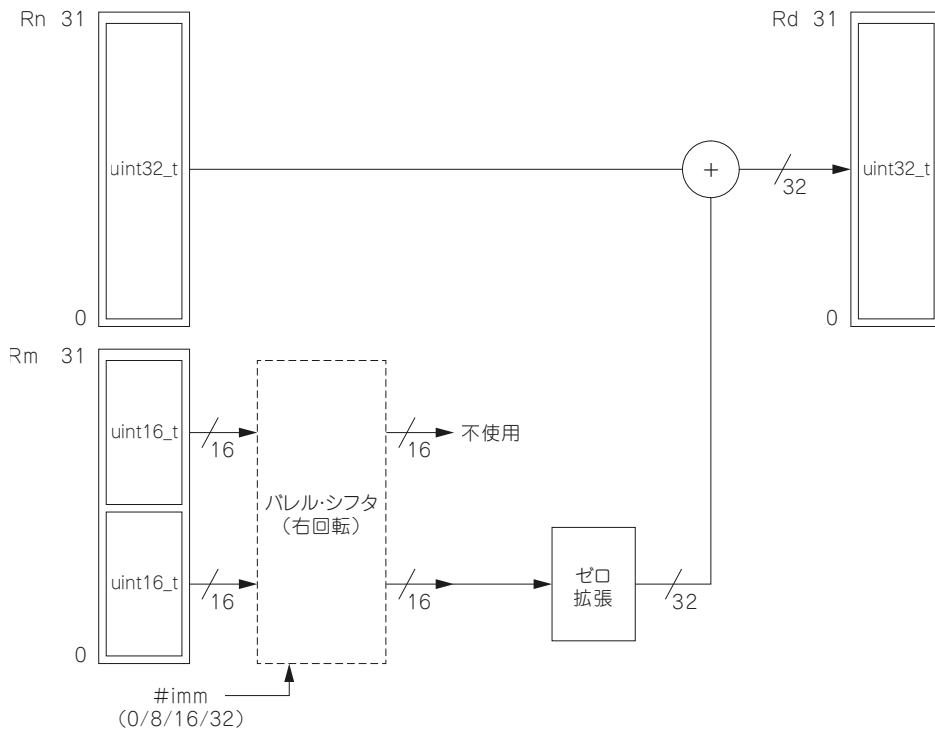 Rn 31
uint32_t
0
Rd 31
+
32
uint32_t
0
Rm 31
uint16_t
16
uint16_t
16
0
バレル・シフタ
（右回転）
16
不使用
16
ゼロ
拡張
32
#imm
(0/8/16/32)